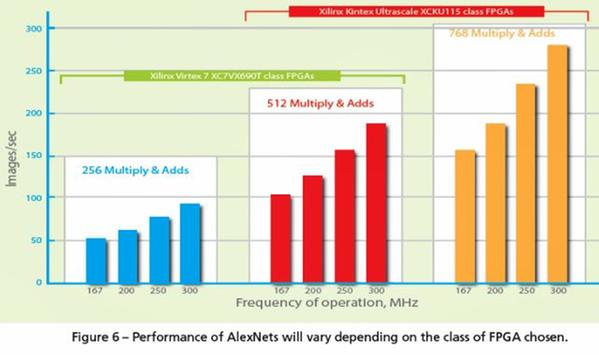 Xilinx Kintex Ultrascale XCKU115 class FPGAs
768 Multiply & Adds
Xilinx Virtex 7 XC7VX690T class FPGAs
512 Multiply & Adds
256 Multiply & Adds
Images/sec
300
250
200
150
100
50
0
167 200 250 300 167 200 250 300 167 200 250 300
Frequency of operation, MHz
Figure 6 – Performance of AlexNets will vary depending on the class of FPGA chosen.